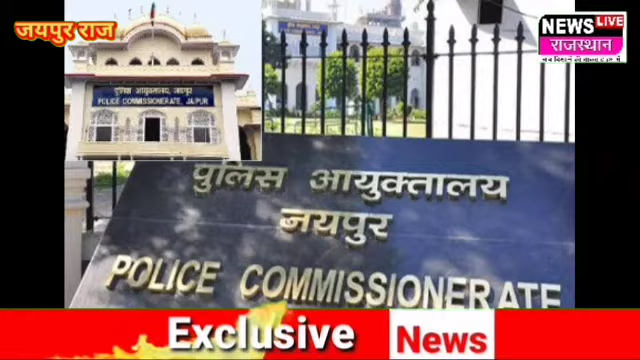 जयपुर राज
NEWS LIVE
राजस्थान
पुलिस आयुक्तालय, जयपुर
POLICE COMMISSIONERATE, JAIPUR
पुलिस आयुक्तालय
जयपुर
POLICE COMMISSIONERATE
Exclusive News